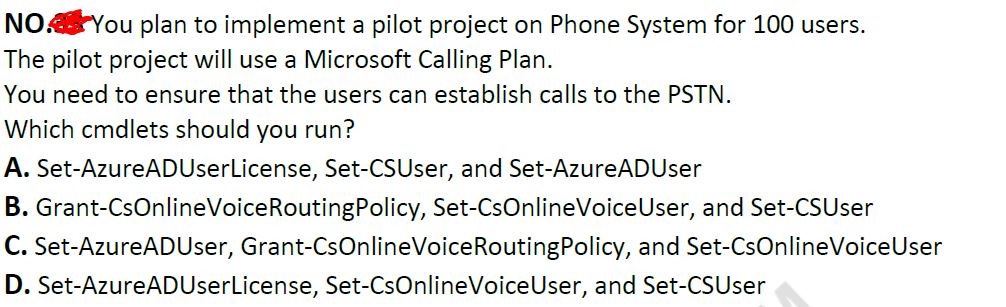 NO. You plan to implement a pilot project on Phone System for 100 users.
The pilot project will use a Microsoft Calling Plan.
You need to ensure that the users can establish calls to the PSTN.
Which cmdlets should you run?
A. Set-AzureADUserLicense, Set-CSUser, and Set-AzureADUser
B. Grant-CsOnlineVoiceRoutingPolicy, Set-CsOnlineVoiceUser, and Set-CSUser
C. Set-AzureADUser, Grant-CsOnlineVoiceRoutingPolicy, and Set-CsOnlineVoiceUser
D. Set-AzureADUserLicense, Set-CsOnlineVoiceUser, and Set-CSUser